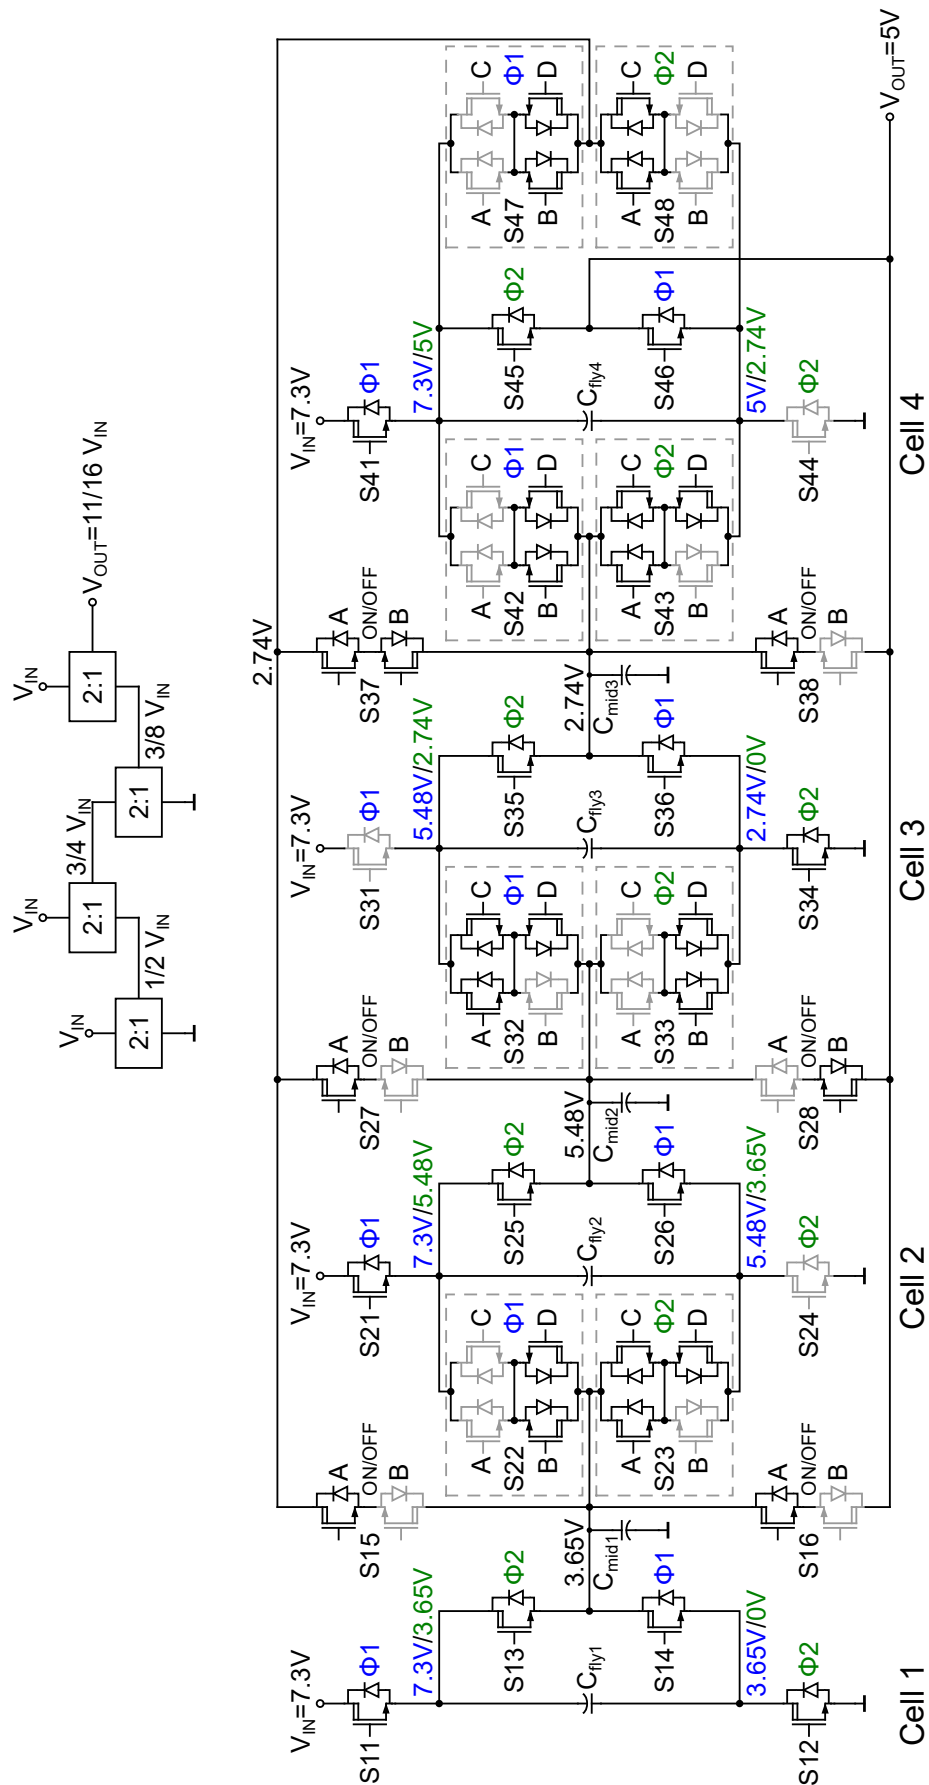 V_IN
2:1
1/2 V_IN
V_IN
2:1
3/4 V_IN
2:1
3/8 V_IN
V_IN
2:1
V_OUT=11/16 V_IN
2.74V
V_IN=7.3V
S11
Φ1
7.3V/3.65V
S13
Φ2
C_fly1
3.65V
C_mid1
S14
Φ1
3.65V/0V
S12
Φ2
Cell 1
S15
A
ON/OFF
B
S16
A
ON/OFF
B
V_IN=7.3V
S21
Φ1
7.3V/5.48V
S22
A
B
C
D
Φ1
S23
A
B
C
D
Φ2
C_fly2
S25
Φ2
5.48V
C_mid2
S26
Φ1
5.48V/3.65V
S24
Φ2
Cell 2
S27
A
ON/OFF
B
S28
A
ON/OFF
B
V_IN=7.3V
S31
Φ1
5.48V/2.74V
S32
A
B
C
D
Φ1
S33
A
B
C
D
Φ2
C_fly3
S35
Φ2
2.74V
C_mid3
S36
Φ1
2.74V/0V
S34
Φ2
Cell 3
S37
A
ON/OFF
B
S38
A
ON/OFF
B
V_IN=7.3V
S41
Φ1
7.3V/5V
S42
A
B
C
D
Φ1
S43
A
B
C
D
Φ2
C_fly4
S45
Φ2
S46
Φ1
5V/2.74V
S44
Φ2
Cell 4
S47
A
B
C
D
Φ1
S48
A
B
C
D
Φ2
V_OUT=5V